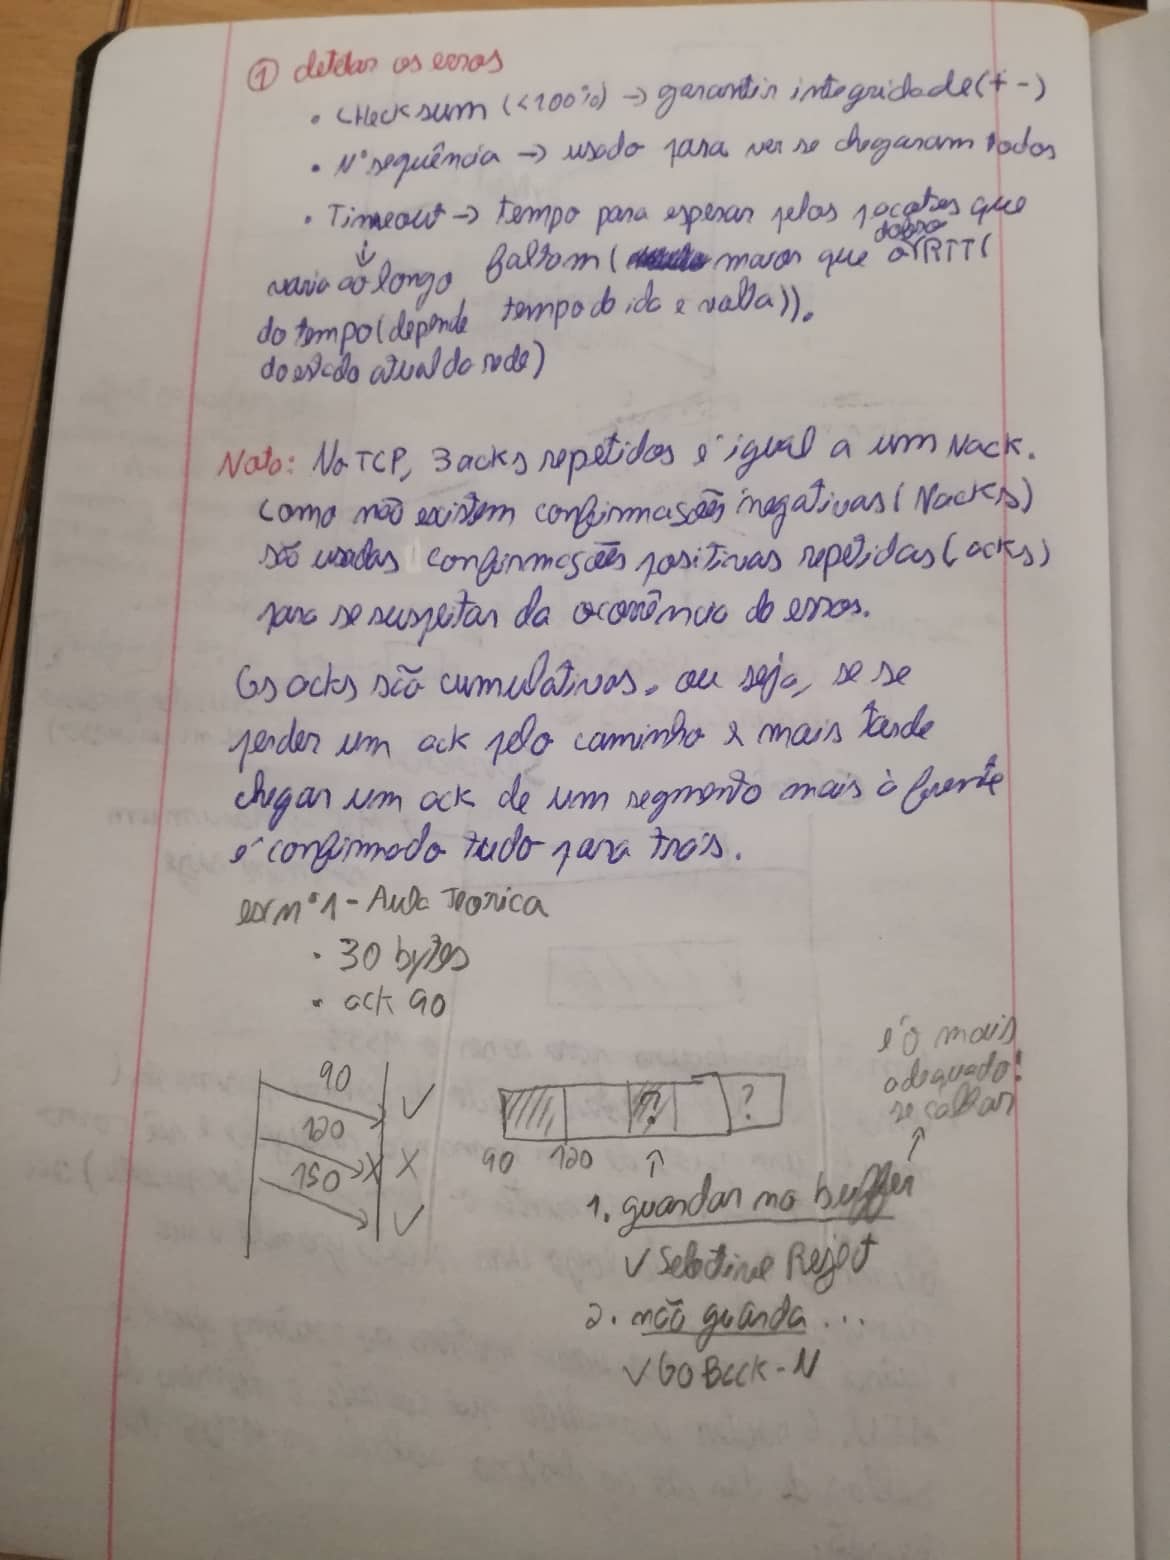 ① detetar os erros
• checksum (<100%) → garantir integridade (+ -)
• Nº sequência → usado para ver se chegaram todos
• Timeout → tempo para esperar pelos pacotes que
↓
varia ao longo
do tempo (depende
do estado atual da rede)
faltam ( maior que o dobro RTT (
tempo de ida e volta)).
Nota: No TCP, 3 acks repetidos é igual a um Nack.
Como não existem confirmações negativas (Nacks)
são usadas confirmações positivas repetidas (acks)
para se suspeitar da ocorrência de erros.
Os acks são cumulativos, ou seja, se se
perder um ack pelo caminho e mais tarde
chegar um ack de um segmento mais à frente
é confirmado tudo para trás.
ex nº1 - Aula Teorica
• 30 bytes
• ack 90
90 ✓
120 X X
150 ✓
? ?
90 120 ↑
é o mais
adequado!
se calhar
↑
1. guardar no buffer
✓ Selective Reject
2. não guarda ...
✓ Go Back-N